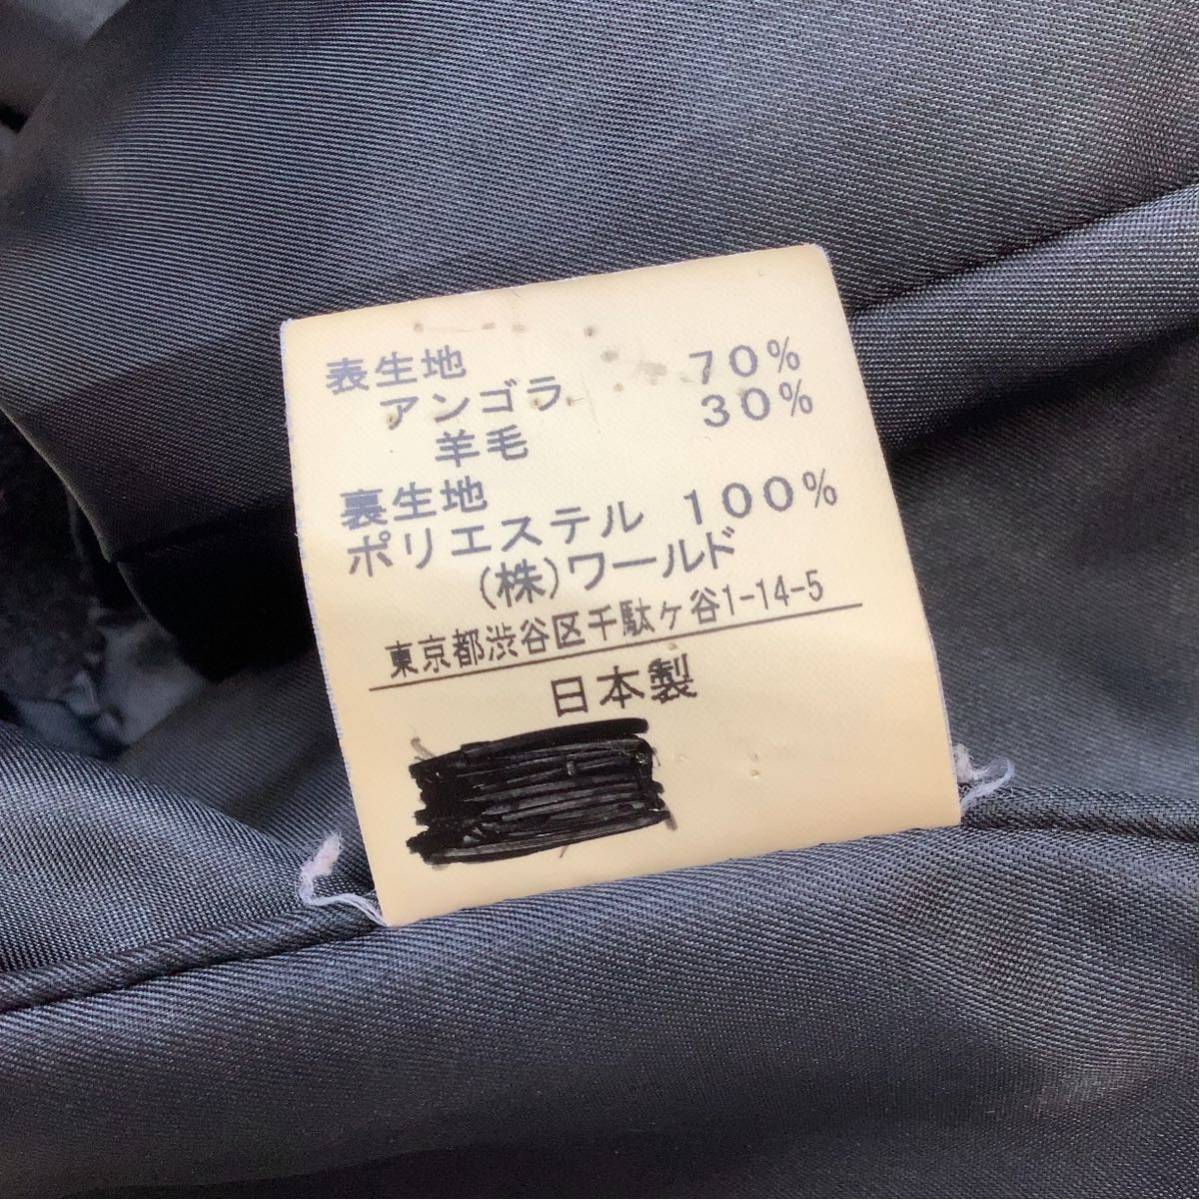 表生地
アンゴラ 70%
羊毛 30%
裏生地
ポリエステル 100%
(株)ワールド
東京都渋谷区千駄ヶ谷1-14-5
日本製